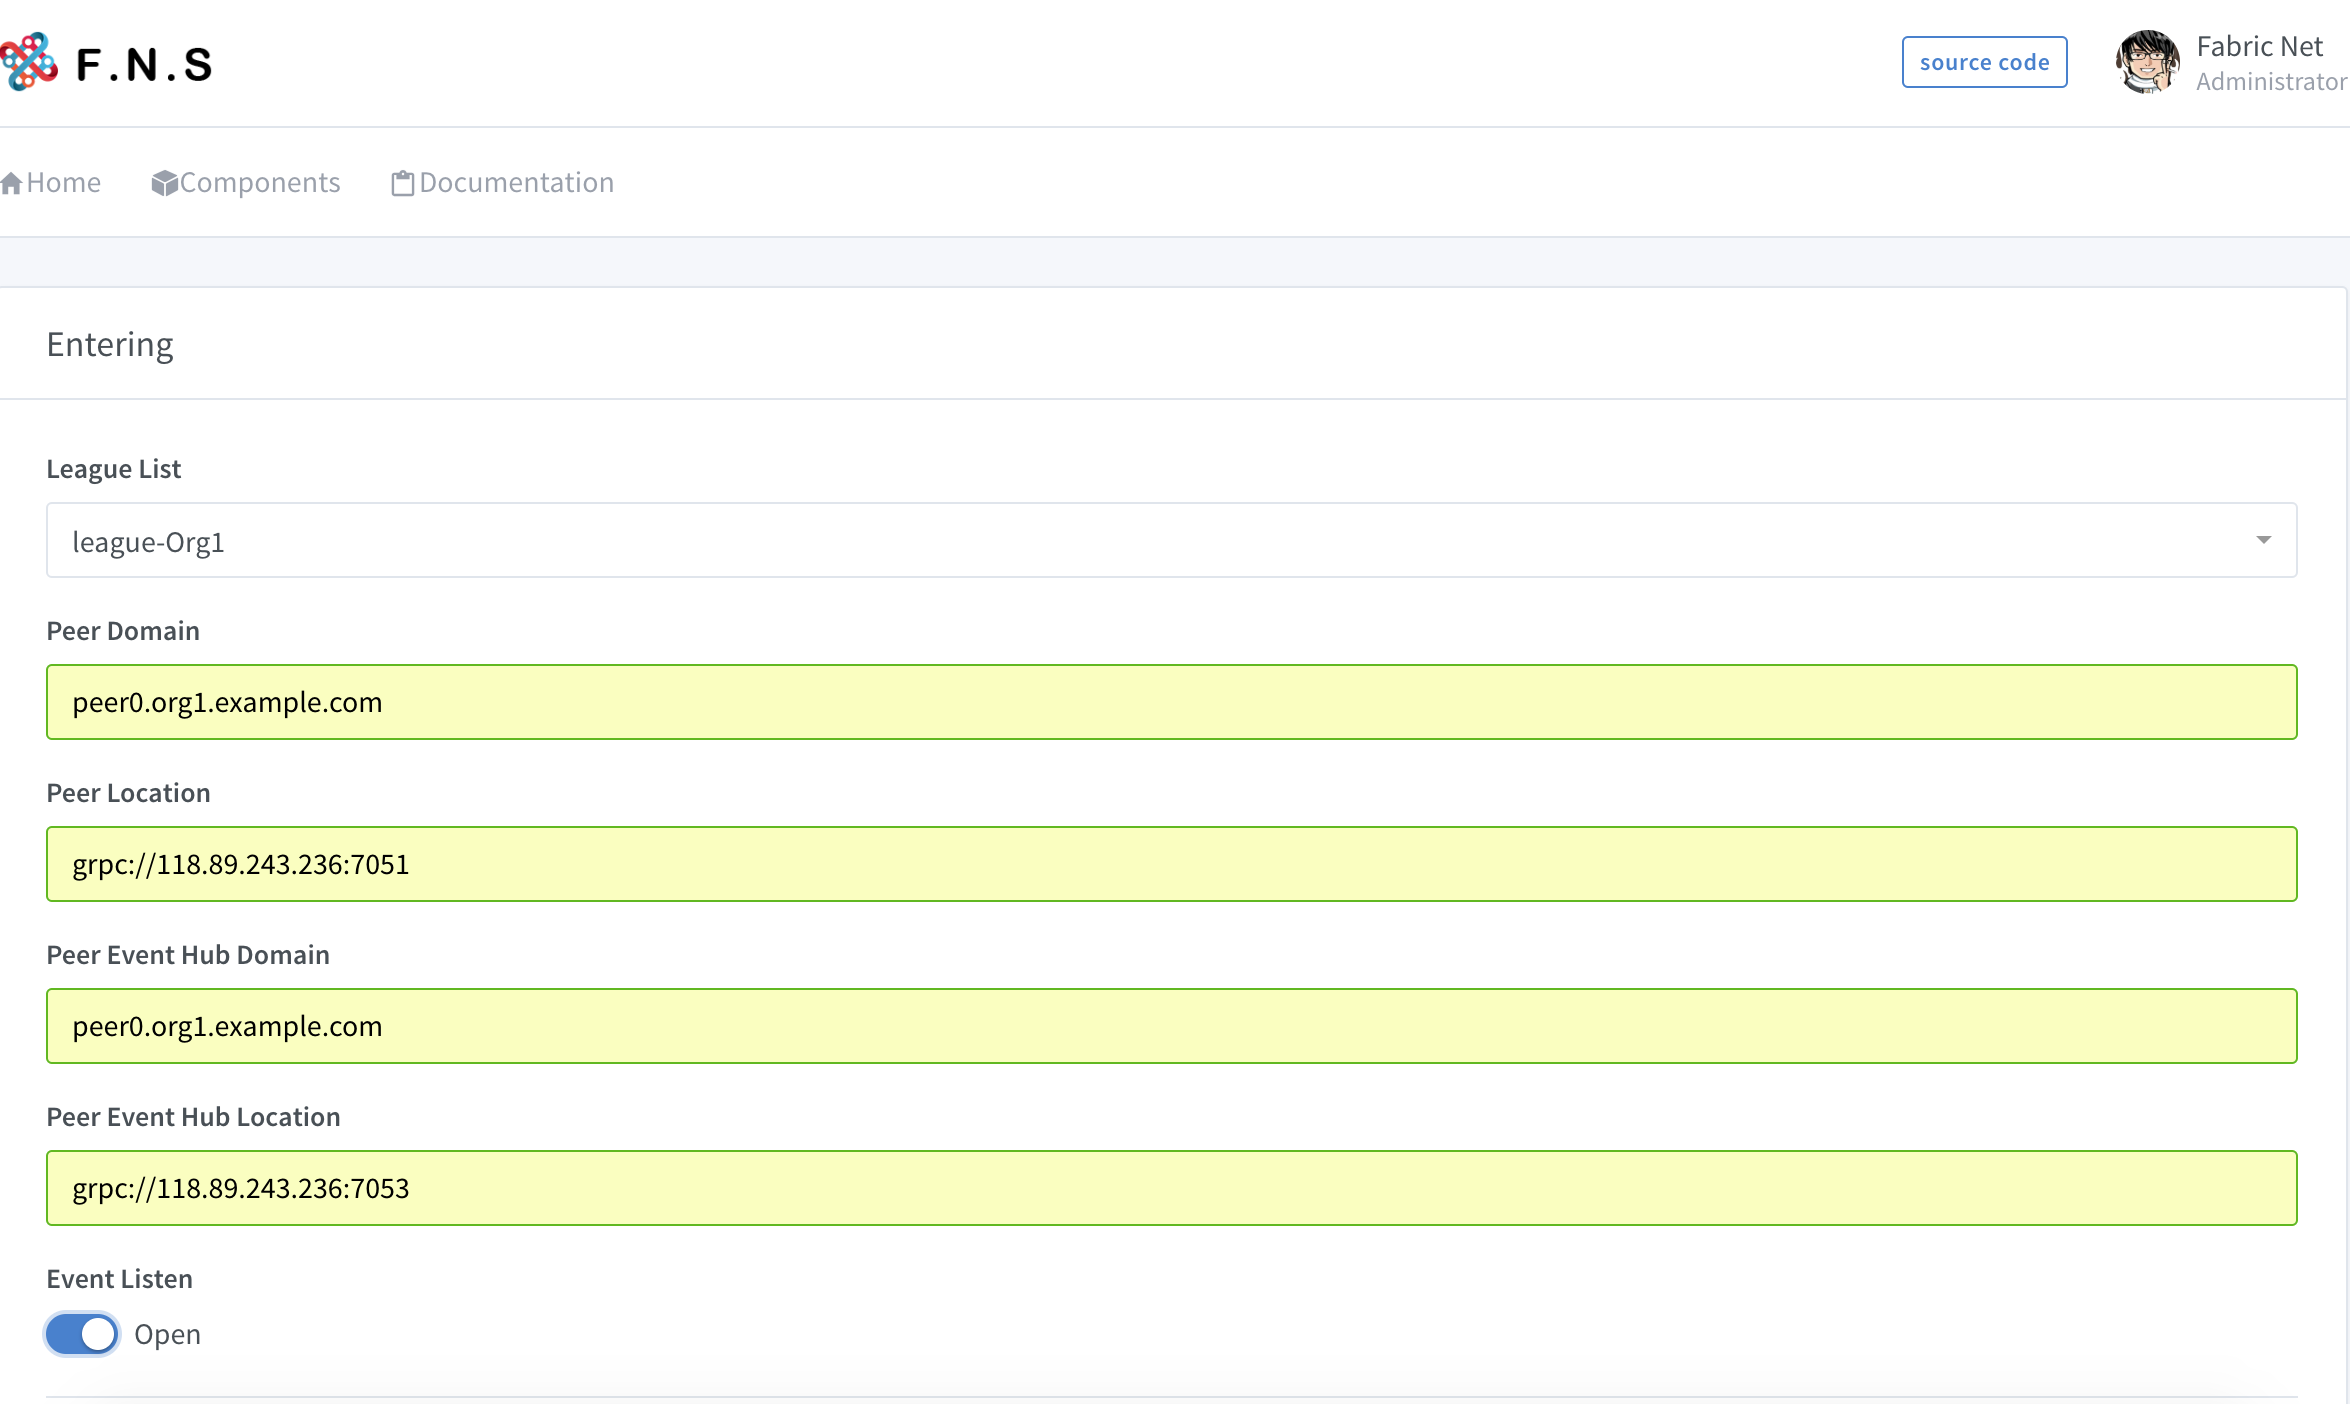 F.N.S
source code
Fabric Net
Administrator
Home
Components
Documentation
Entering
League List
league-Org1
Peer Domain
peer0.org1.example.com
Peer Location
grpc://118.89.243.236:7051
Peer Event Hub Domain
peer0.org1.example.com
Peer Event Hub Location
grpc://118.89.243.236:7053
Event Listen
Open